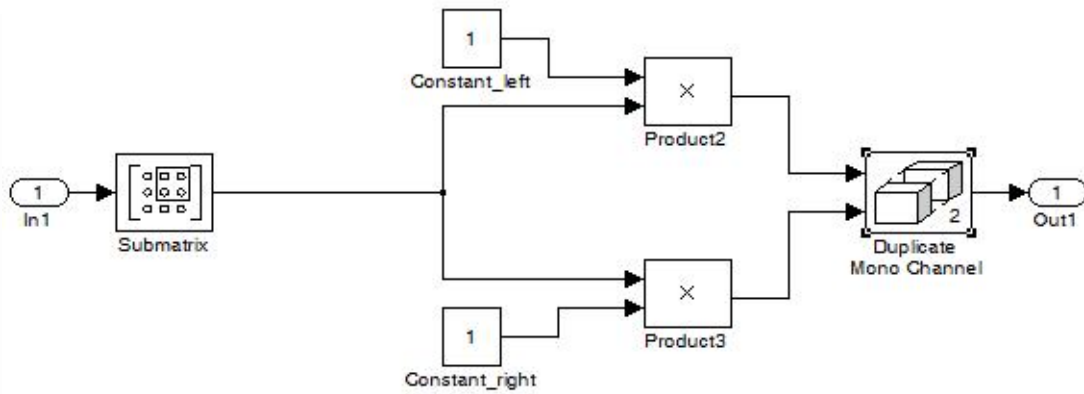 1
Constant_left
×
Product2
1
In1
Submatrix
2
Duplicate
Mono Channel
1
Out1
×
Product3
1
Constant_right